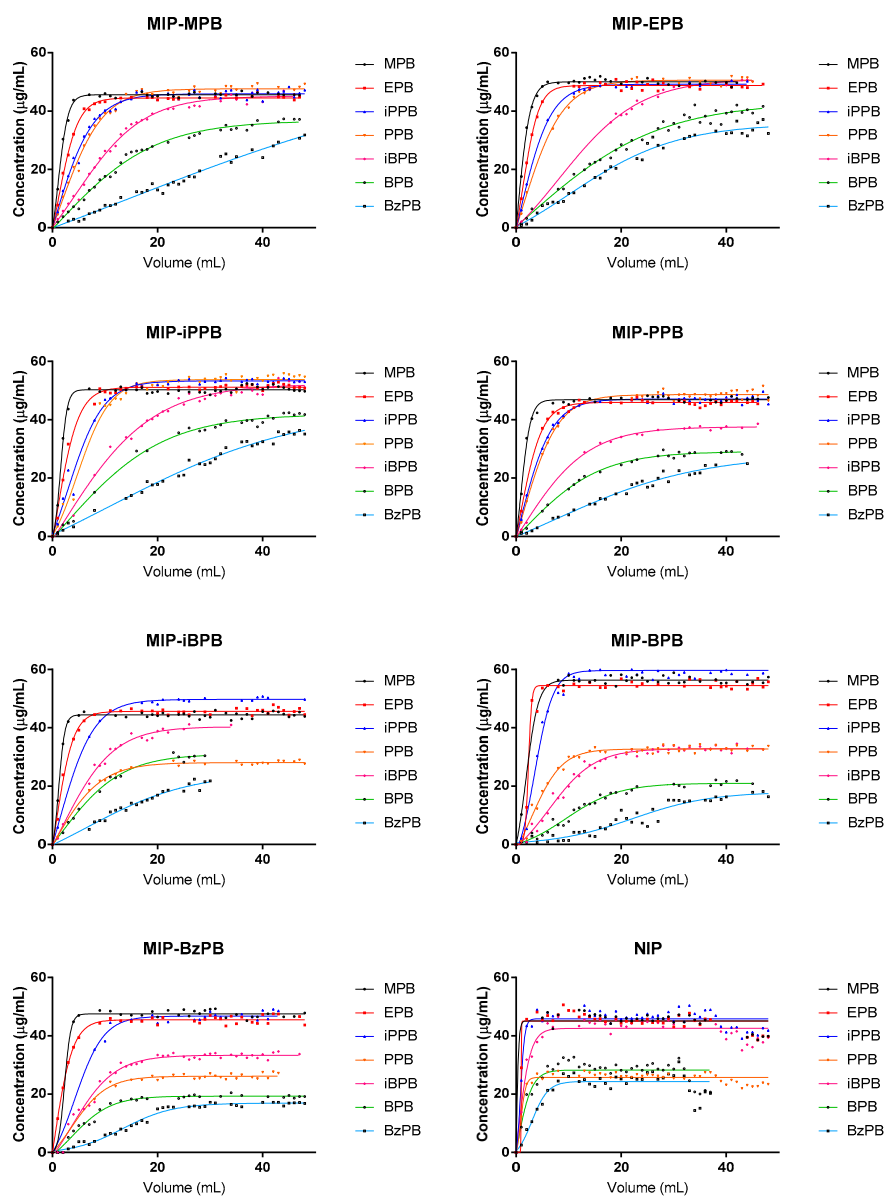 MIP-MPB
Concentration (µg/mL)
60
40
20
0
0 20 40
Volume (mL)
MPB
EPB
iPPB
PPB
iBPB
BPB
BzPB
MIP-EPB
Concentration (µg/mL)
60
40
20
0
0 20 40
Volume (mL)
MPB
EPB
iPPB
PPB
iBPB
BPB
BzPB
MIP-iPPB
Concentration (µg/mL)
60
40
20
0
0 20 40
Volume (mL)
MPB
EPB
iPPB
PPB
iBPB
BPB
BzPB
MIP-PPB
Concentration (µg/mL)
60
40
20
0
0 20 40
Volume (mL)
MPB
EPB
iPPB
PPB
iBPB
BPB
BzPB
MIP-iBPB
Concentration (µg/mL)
60
40
20
0
0 20 40
Volume (mL)
MPB
EPB
iPPB
PPB
iBPB
BPB
BzPB
MIP-BPB
Concentration (µg/mL)
60
40
20
0
0 20 40
Volume (mL)
MPB
EPB
iPPB
PPB
iBPB
BPB
BzPB
MIP-BzPB
Concentration (µg/mL)
60
40
20
0
0 20 40
Volume (mL)
MPB
EPB
iPPB
PPB
iBPB
BPB
BzPB
NIP
Concentration (µg/mL)
60
40
20
0
0 20 40
Volume (mL)
MPB
EPB
iPPB
PPB
iBPB
BPB
BzPB